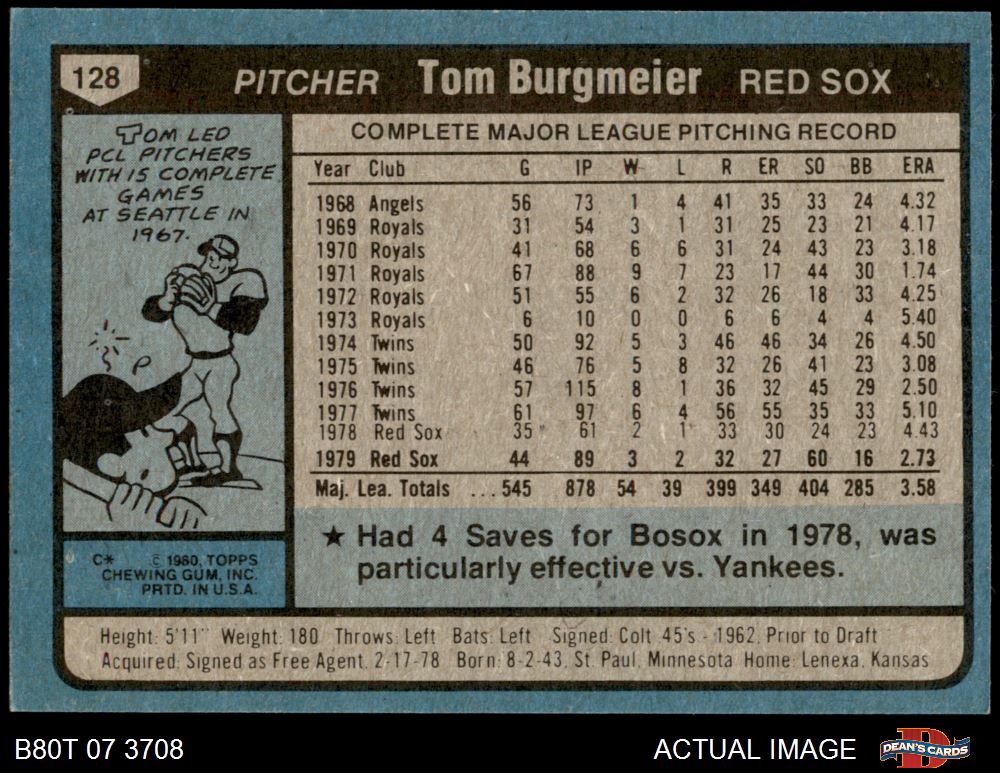 128
PITCHER Tom Burgmeier RED SOX
TOM LED
PCL PITCHERS
WITH 15 COMPLETE
GAMES
AT SEATTLE IN
1967.
COMPLETE MAJOR LEAGUE PITCHING RECORD
Year Club G IP W L R ER SO BB ERA
1968 Angels 56 73 1 4 41 35 33 24 4.32
1969 Royals 31 54 3 1 31 25 23 21 4.17
1970 Royals 41 68 6 6 31 24 43 23 3.18
1971 Royals 67 88 9 7 23 17 44 30 1.74
1972 Royals 51 55 6 2 32 26 18 33 4.25
1973 Royals 6 10 0 0 6 6 4 4 5.40
1974 Twins 50 92 5 3 46 46 34 26 4.50
1975 Twins 46 76 5 8 32 26 41 23 3.08
1976 Twins 57 115 8 1 36 32 45 29 2.50
1977 Twins 61 97 6 4 56 55 35 33 5.10
1978 Red Sox 35 61 2 1 33 30 24 23 4.43
1979 Red Sox 44 89 3 2 32 27 60 16 2.73
Maj. Lea. Totals ...545 878 54 39 399 349 404 285 3.58
★ Had 4 Saves for Bosox in 1978, was
particularly effective vs. Yankees.
C* © 1980, TOPPS
CHEWING GUM, INC.
PRTD. IN U.S.A.
Height: 5'11" Weight: 180 Throws: Left Bats: Left Signed: Colt 45's - 1962, Prior to Draft
Acquired: Signed as Free Agent, 2-17-78 Born: 8-2-43, St. Paul, Minnesota Home: Lenexa, Kansas
B80T 07 3708
ACTUAL IMAGE
DEAN'S CARDS